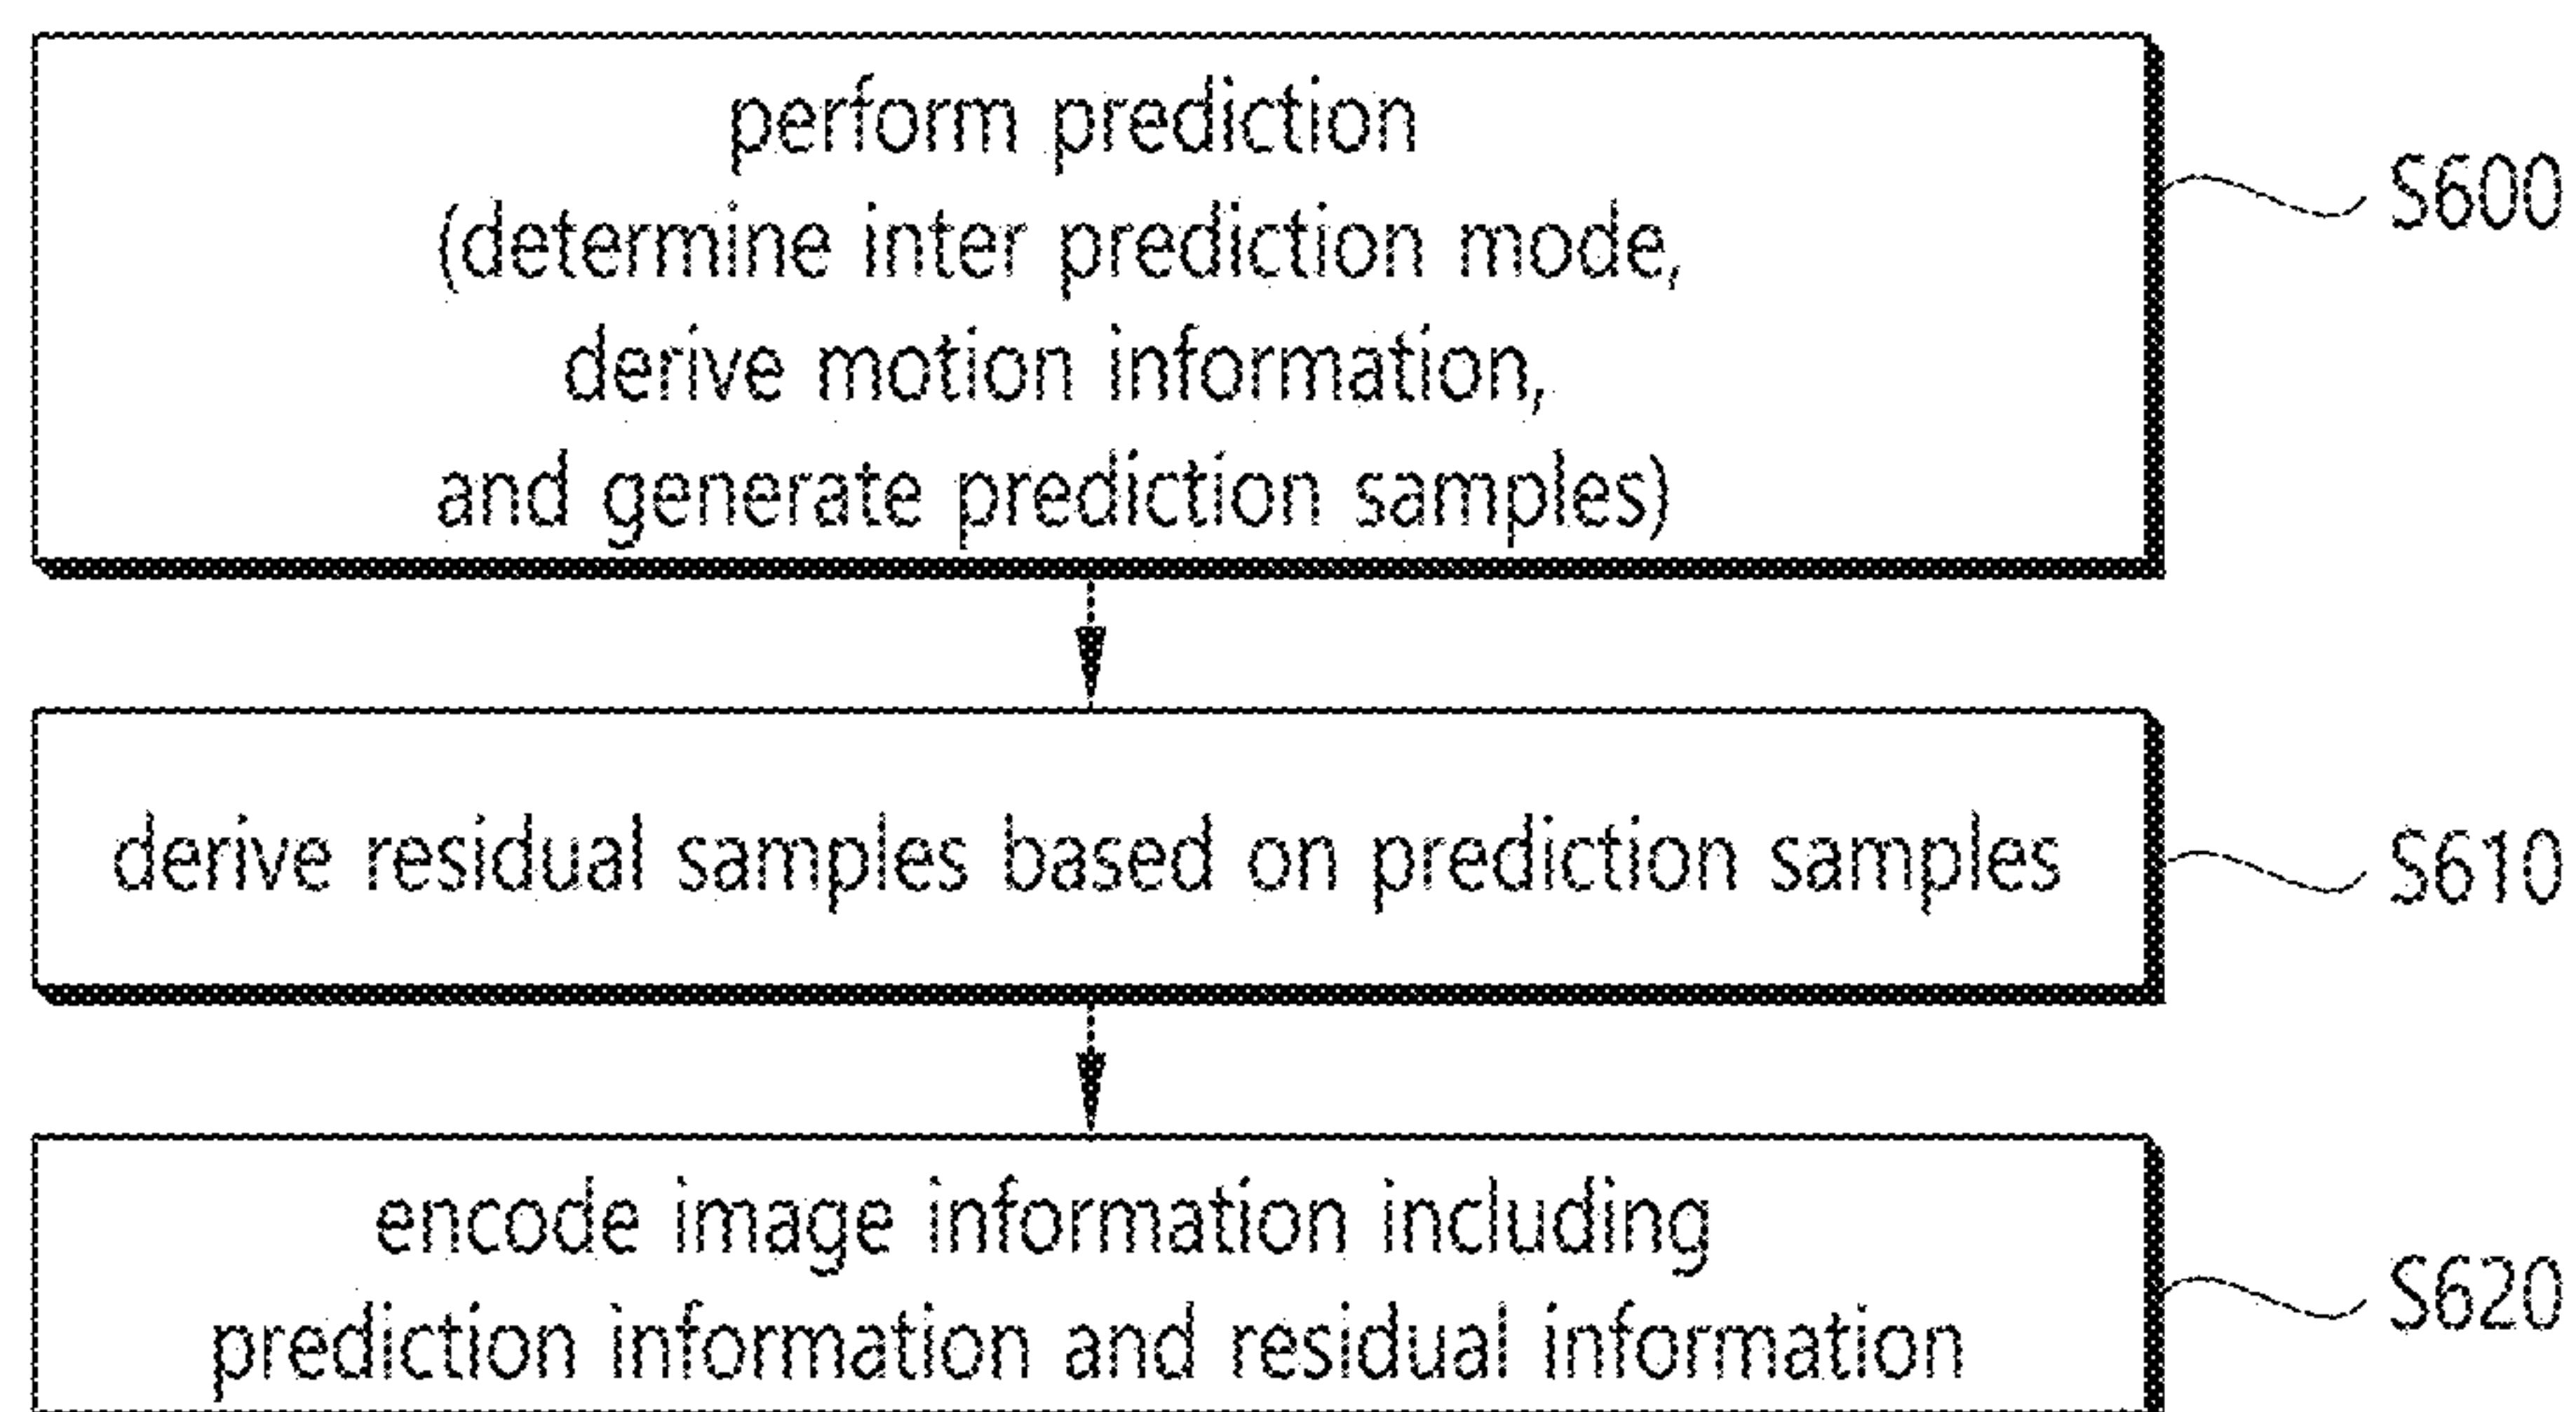 perform prediction
(determine inter prediction mode,
derive motion information,
and generate prediction samples)
S600
derive residual samples based on prediction samples
S610
encode image information including
prediction information and residual information
S620